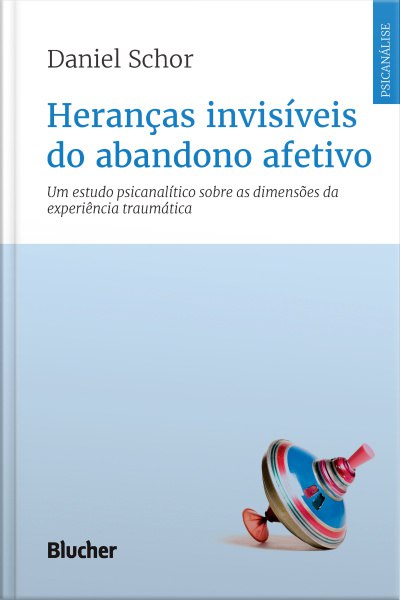 Daniel Schor
PSICANÁLISE
Heranças invisíveis
do abandono afetivo
Um estudo psicanalítico sobre as dimensões da
experiência traumática
Blucher